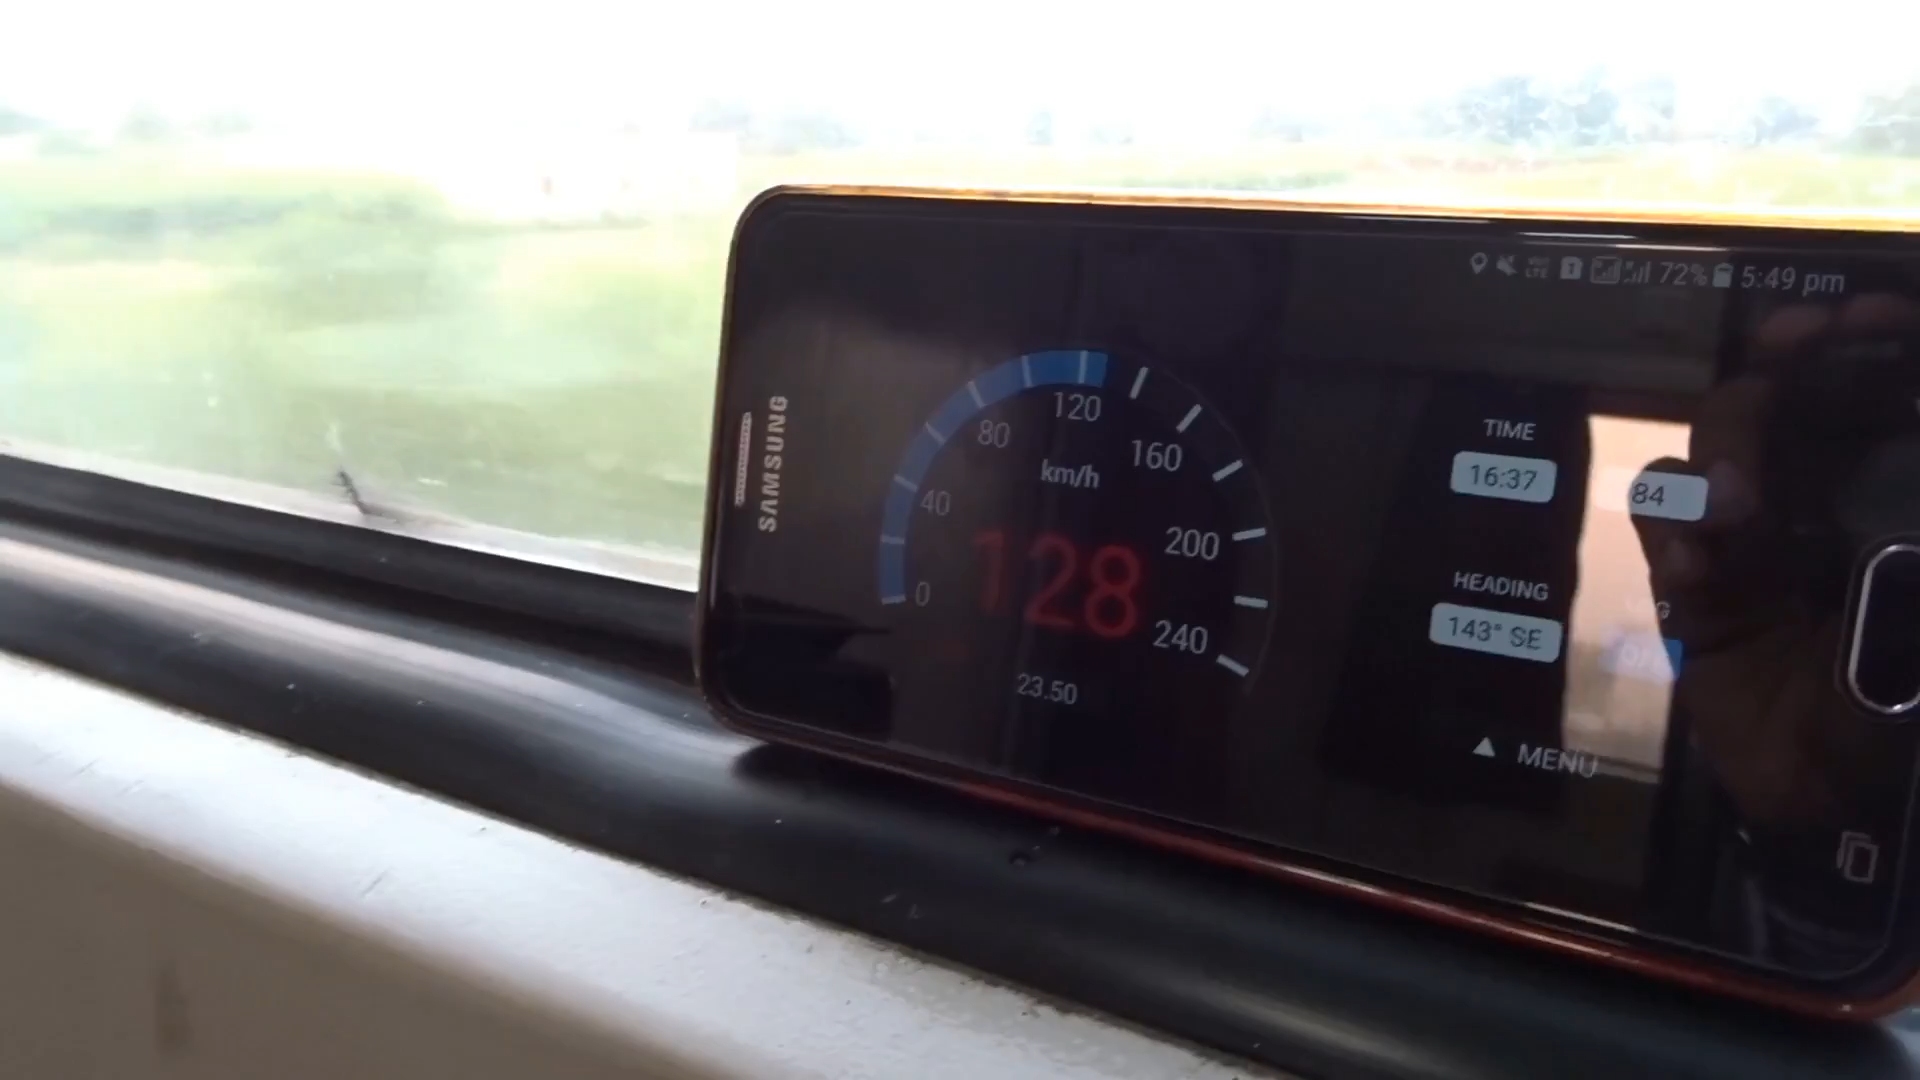 72% 5:49 pm
SAMSUNG
0
40
80
120
160
200
240
km/h
128
23.50
TIME
16:37
84
HEADING
143° SE
MENU